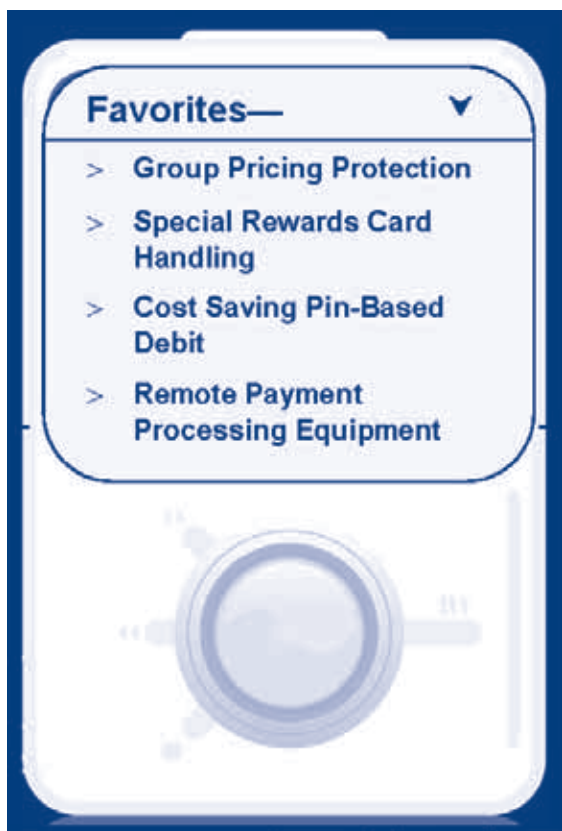 Favorites—
> Group Pricing Protection
> Special Rewards Card
Handling
> Cost Saving Pin-Based
Debit
> Remote Payment
Processing Equipment